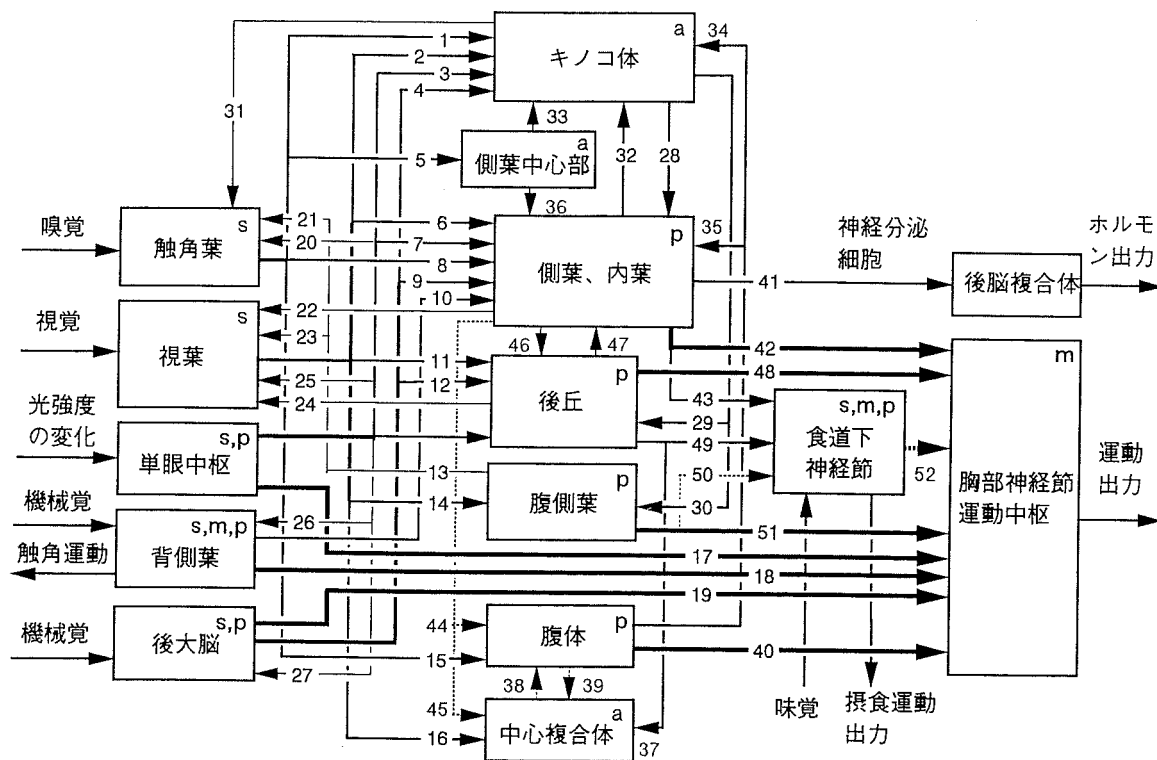 1
2
3
4
キノコ体
a
34
31
33
5
側葉中心部
a
32
28
36
嗅覚
触角葉
s
21
20
6
7
8
9
10
側葉、内葉
p
35
神経分泌
細胞
41
後脳複合体
ホルモ
ン出力
視覚
視葉
s
22
23
25
24
11
12
46
47
後丘
p
42
48
43
29
49
s,m,p
食道下
神経節
52
m
胸部神経節
運動中枢
運動
出力
光強度
の変化
単眼中枢
s,p
13
14
腹側葉
p
50
30
51
機械覚
触角運動
背側葉
s,m,p
26
17
18
19
機械覚
後大脳
s,p
27
44
15
腹体
p
40
38
39
45
16
中心複合体
a
37
味覚
摂食運動
出力